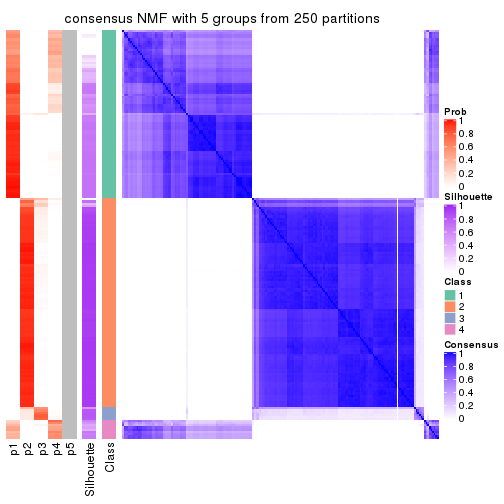 consensus NMF with 5 groups from 250 partitions
Prob
1
0.8
0.6
0.4
0.2
0
Silhouette
1
0.8
0.6
0.4
0.2
0
Class
1
2
3
4
Consensus
1
0.8
0.6
0.4
0.2
0
p1
p2
p3
p4
p5
Silhouette
Class